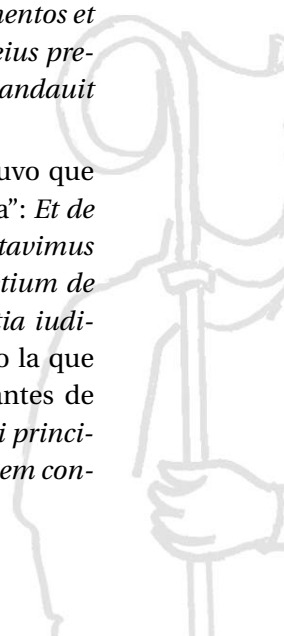 mentos et
eius pre-
andauit
uvo que
a”: Et de
tavimus
tium de
tia iudi-
o la que
antes de
i princi-
em con-